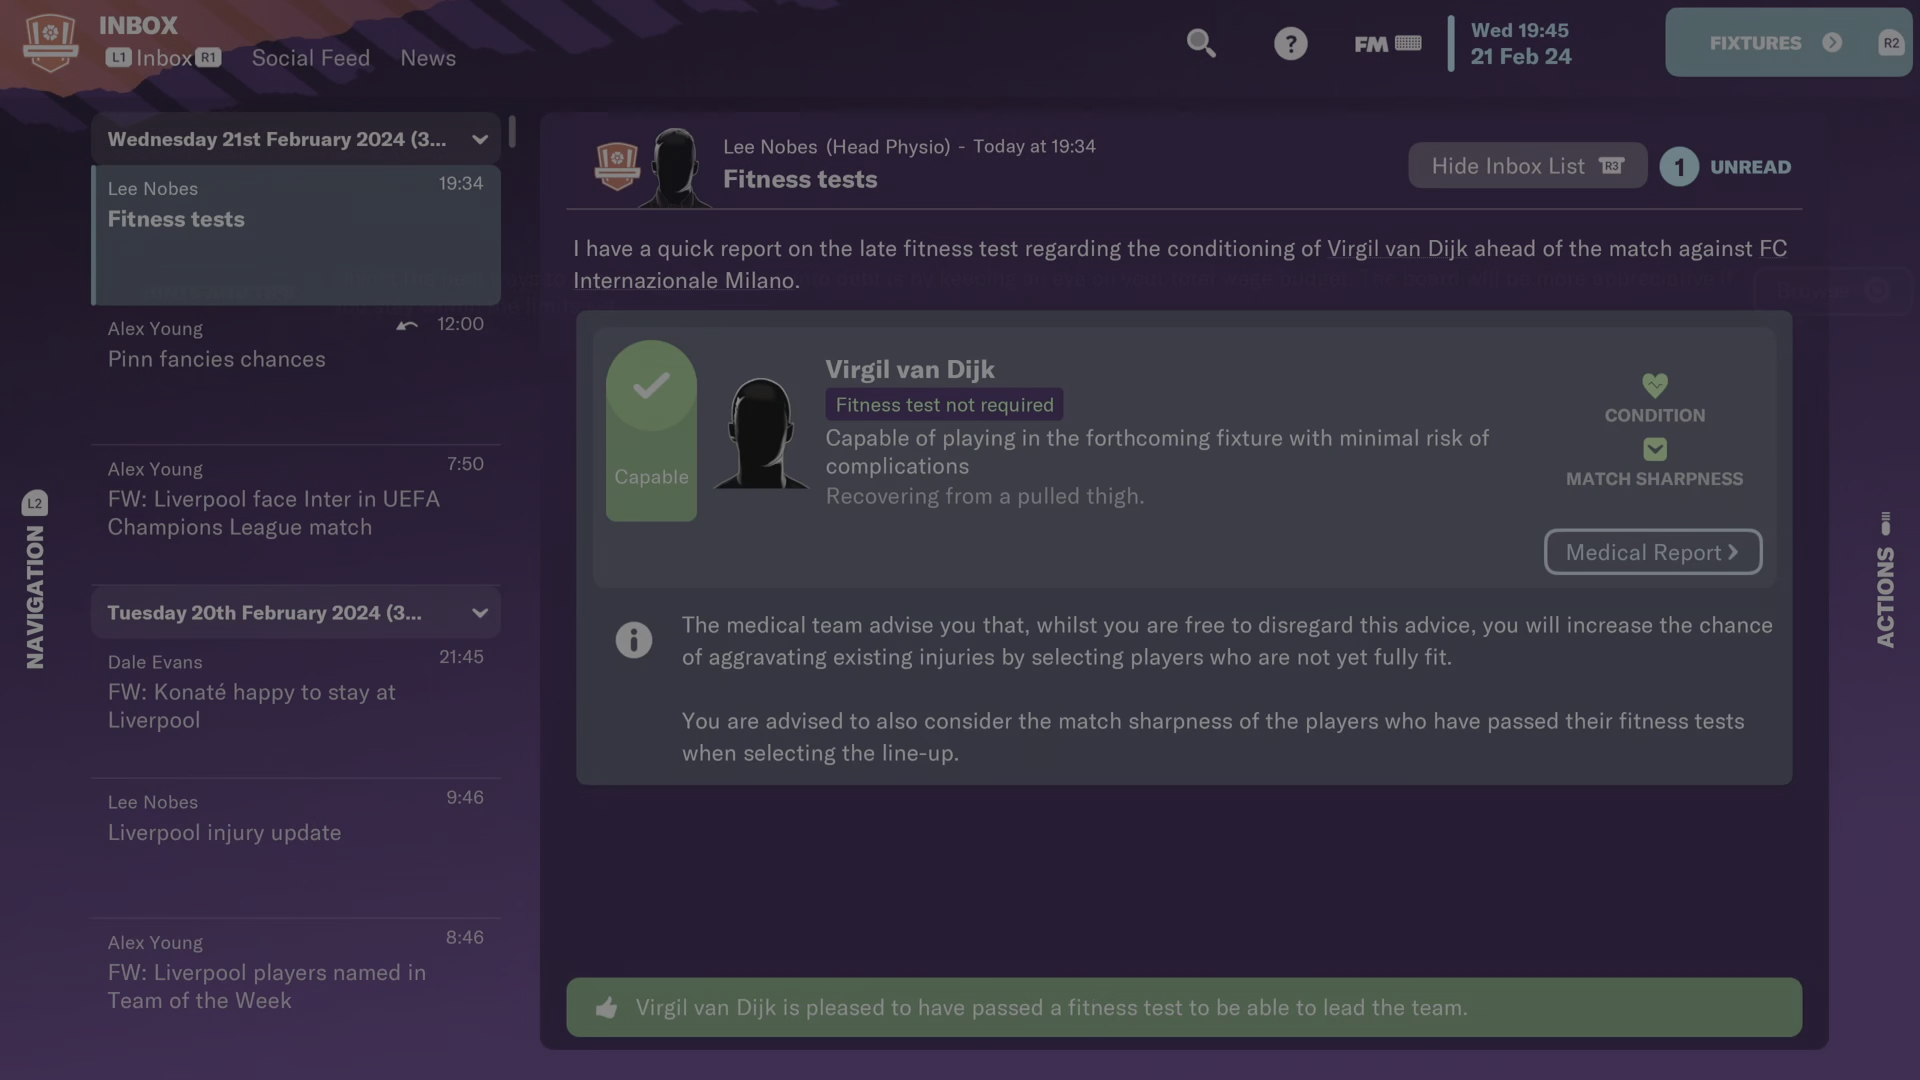 INBOX
L1 Inbox R1 Social Feed News
?
FM
Wed 19:45
21 Feb 24
FIXTURES
R2
Wednesday 21st February 2024 (3...
Lee Nobes 19:34
Fitness tests
Alex Young 12:00
Pinn fancies chances
Alex Young 7:50
FW: Liverpool face Inter in UEFA
Champions League match
Tuesday 20th February 2024 (3...
Dale Evans 21:45
FW: Konaté happy to stay at
Liverpool
Lee Nobes 9:46
Liverpool injury update
Alex Young 8:46
FW: Liverpool players named in
Team of the Week
L2
NAVIGATION
Lee Nobes (Head Physio) - Today at 19:34
Fitness tests
Hide Inbox List R3
1 UNREAD
I have a quick report on the late fitness test regarding the conditioning of Virgil van Dijk ahead of the match against FC
Internazionale Milano.
Capable
Virgil van Dijk
Fitness test not required
Capable of playing in the forthcoming fixture with minimal risk of
complications
Recovering from a pulled thigh.
CONDITION
MATCH SHARPNESS
Medical Report
The medical team advise you that, whilst you are free to disregard this advice, you will increase the chance
of aggravating existing injuries by selecting players who are not yet fully fit.
You are advised to also consider the match sharpness of the players who have passed their fitness tests
when selecting the line-up.
Virgil van Dijk is pleased to have passed a fitness test to be able to lead the team.
ACTIONS